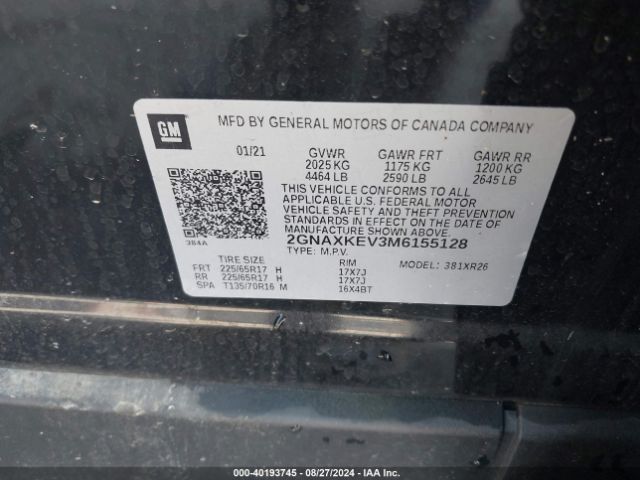 GM
MFD BY GENERAL MOTORS OF CANADA COMPANY
01/21 GVWR GAWR FRT GAWR RR
2025 KG 1175 KG 1200 KG
4464 LB 2590 LB 2645 LB
THIS VEHICLE CONFORMS TO ALL
APPLICABLE U.S. FEDERAL MOTOR
VEHICLE SAFETY AND THEFT PREVENTION
STANDARDS IN EFFECT ON THE DATE OF
MANUFACTURE SHOWN ABOVE.
384A
2GNAXKEV3M6155128
TYPE: M.P.V. MODEL: 381XR26
TIRE SIZE RIM
FRT 225/65R17 H 17X7J
RR 225/65R17 H 17X7J
SPA T135/70R16 M 16X4BT
000-40193745 - 08/27/2024 - IAA Inc.